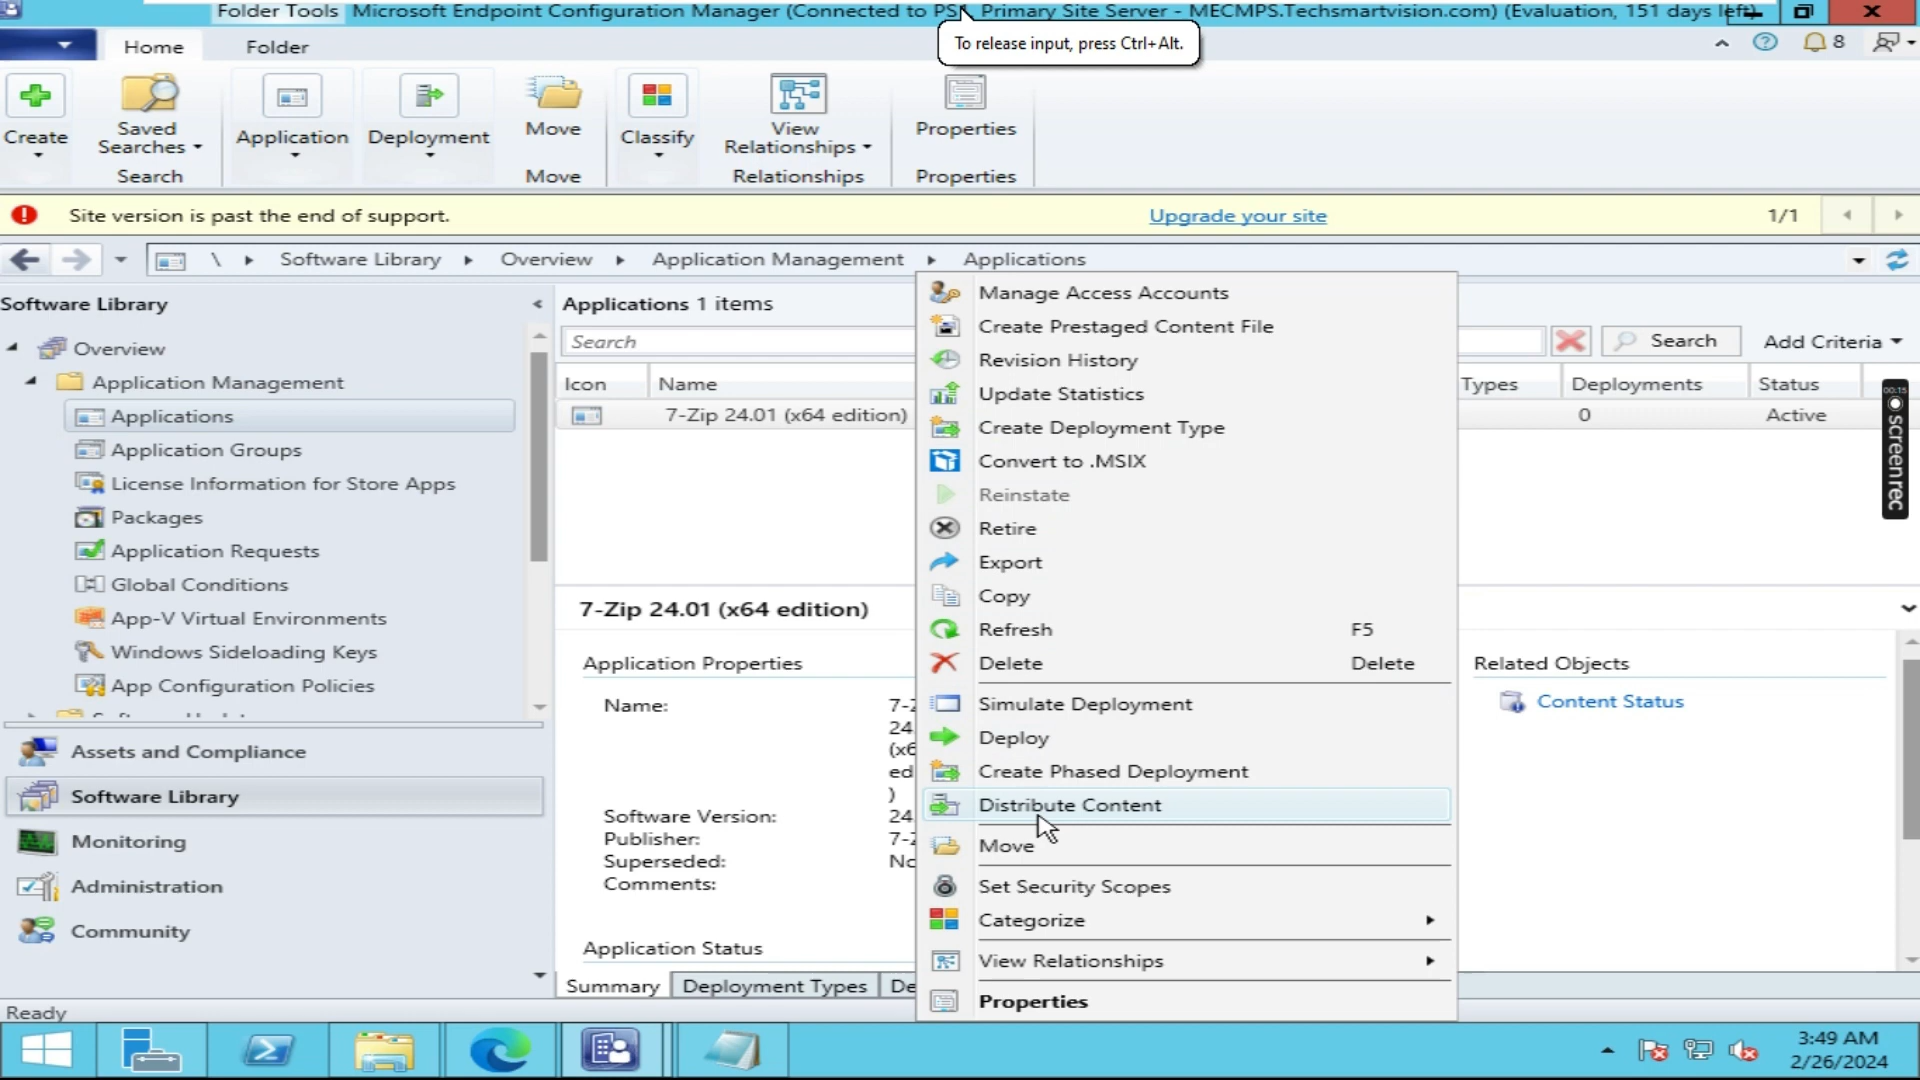 Folder Tools Microsoft Endpoint Configuration Manager (Connected to PS1 Primary Site Server - MECMPS.Techsmartvision.com) (Evaluation, 151 days left)
To release input, press Ctrl+Alt.
Home Folder 8
Create
Saved Searches
Search
Application
Deployment
Move
Move
Classify
View Relationships
Relationships
Properties
Properties
Site version is past the end of support. Upgrade your site 1/1
\ Software Library Overview Application Management Applications
Software Library <
Overview
Application Management
Applications
Application Groups
License Information for Store Apps
Packages
Application Requests
Global Conditions
App-V Virtual Environments
Windows Sideloading Keys
App Configuration Policies
Assets and Compliance
Software Library
Monitoring
Administration
Community
Applications 1 items
Search Search Add Criteria
Icon Name Types Deployments Status
7-Zip 24.01 (x64 edition) 0 Active
00:15
screenrec
Manage Access Accounts
Create Prestaged Content File
Revision History
Update Statistics
Create Deployment Type
Convert to .MSIX
Reinstate
Retire
Export
Copy
Refresh F5
Delete Delete
Simulate Deployment
Deploy
Create Phased Deployment
Distribute Content
Move
Set Security Scopes
Categorize
View Relationships
Properties
7-Zip 24.01 (x64 edition)
Application Properties
Name:
24.
(x6
ed
)
Software Version: 24.
Publisher:
Superseded:
Comments:
Application Status
Related Objects
Content Status
Summary Deployment Types De
Ready
3:49 AM
2/26/2024